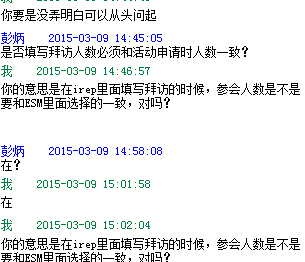 你要是没弄明白可以从头问起
彭炳 2015-03-09 14:45:05
是否填写拜访人数必须和活动申请时人数一致？
我 2015-03-09 14:46:57
你的意思是在irep里面填写拜访的时候，参会人数是不是
要和ESM里面选择的一致，对吗？
彭炳 2015-03-09 14:58:08
在？
我 2015-03-09 15:01:58
在
我 2015-03-09 15:02:04
你的意思是在irep里面填写拜访的时候，参会人数是不是
要和ESM里面选择的一致，对吗？